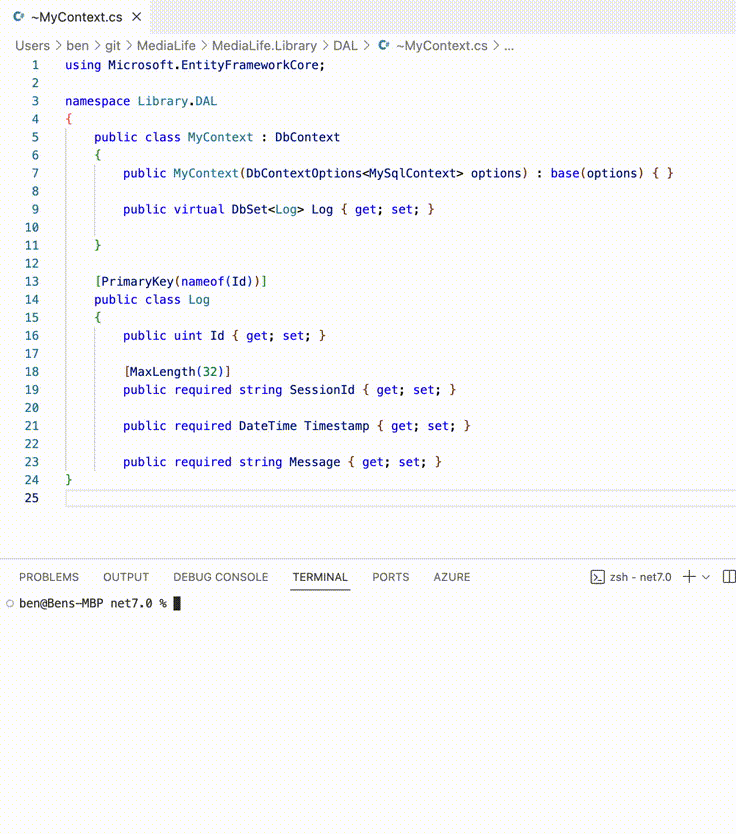 ~MyContext.cs
Users > ben > git > MediaLife > MediaLife.Library > DAL > ~MyContext.cs > ...
1 using Microsoft.EntityFrameworkCore;
2
3 namespace Library.DAL
4 {
5 public class MyContext : DbContext
6 {
7 public MyContext(DbContextOptions<MySqlContext> options) : base(options) { }
8
9 public virtual DbSet<Log> Log { get; set; }
10
11 }
12
13 [PrimaryKey(nameof(Id))]
14 public class Log
15 {
16 public uint Id { get; set; }
17
18 [MaxLength(32)]
19 public required string SessionId { get; set; }
20
21 public required DateTime Timestamp { get; set; }
22
23 public required string Message { get; set; }
24 }
25
PROBLEMS OUTPUT DEBUG CONSOLE TERMINAL PORTS AZURE zsh - net7.0
ben@Bens-MBP net7.0 %